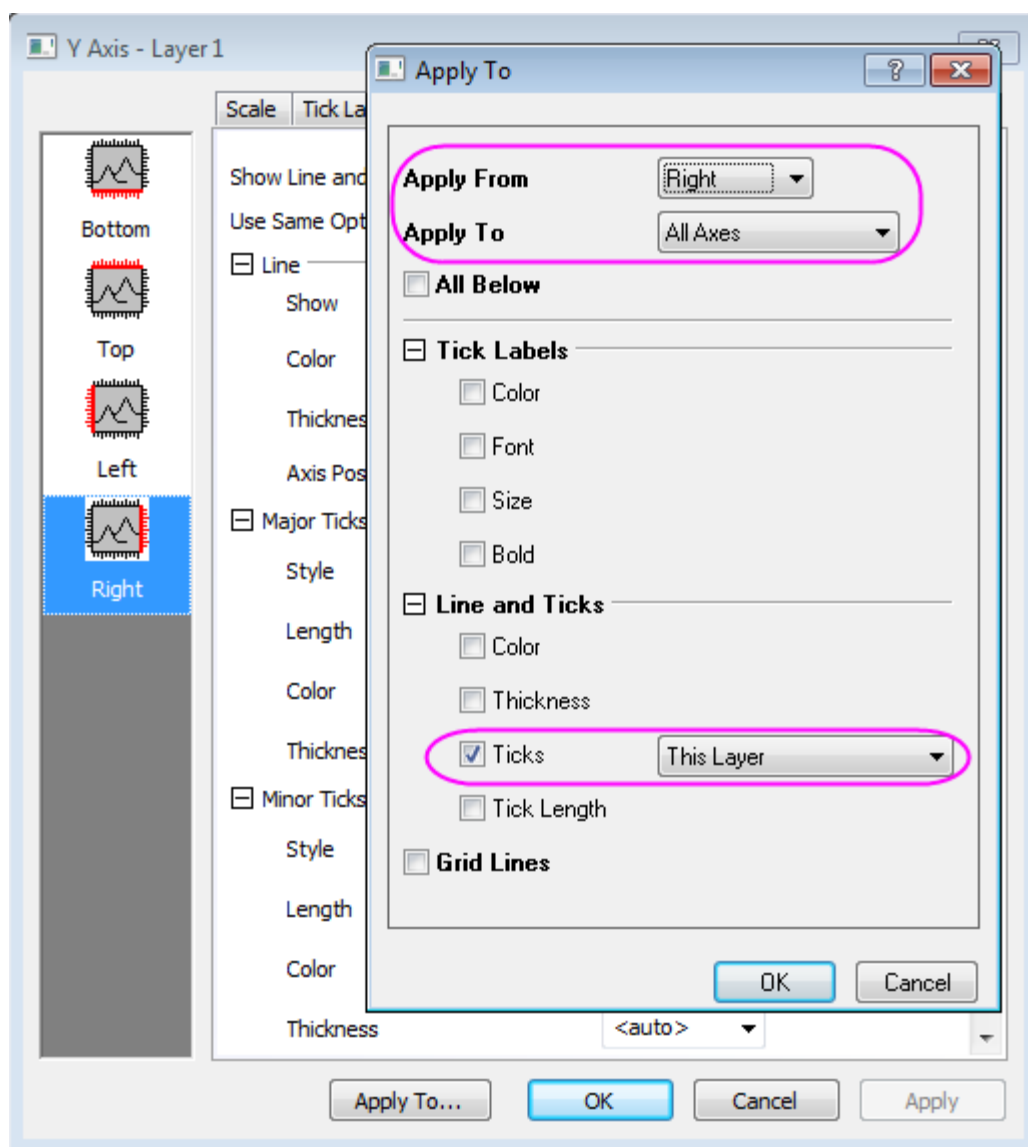 Y Axis - Layer 1
Scale Tick La
Bottom
Top
Left
Right
Show Line and
Use Same Opt
Line
Show
Color
Thicknes
Axis Pos
Major Ticks
Style
Length
Color
Thicknes
Minor Ticks
Style
Length
Color
Thickness <auto>
Apply To... OK Cancel Apply
Apply To
Apply From Right
Apply To All Axes
All Below
Tick Labels
Color
Font
Size
Bold
Line and Ticks
Color
Thickness
Ticks This Layer
Tick Length
Grid Lines
OK Cancel